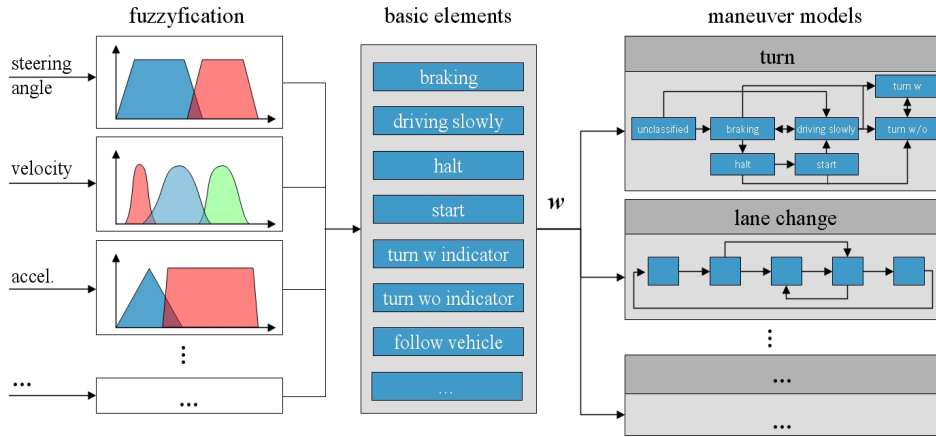 fuzzyfication
basic elements
maneuver models
steering
angle
velocity
accel.
⋮
...
...
braking
driving slowly
halt
start
turn w indicator
turn wo indicator
follow vehicle
...
w
turn
turn w
unclassified
braking
driving slowly
turn w/o
halt
start
lane change
⋮
...
...